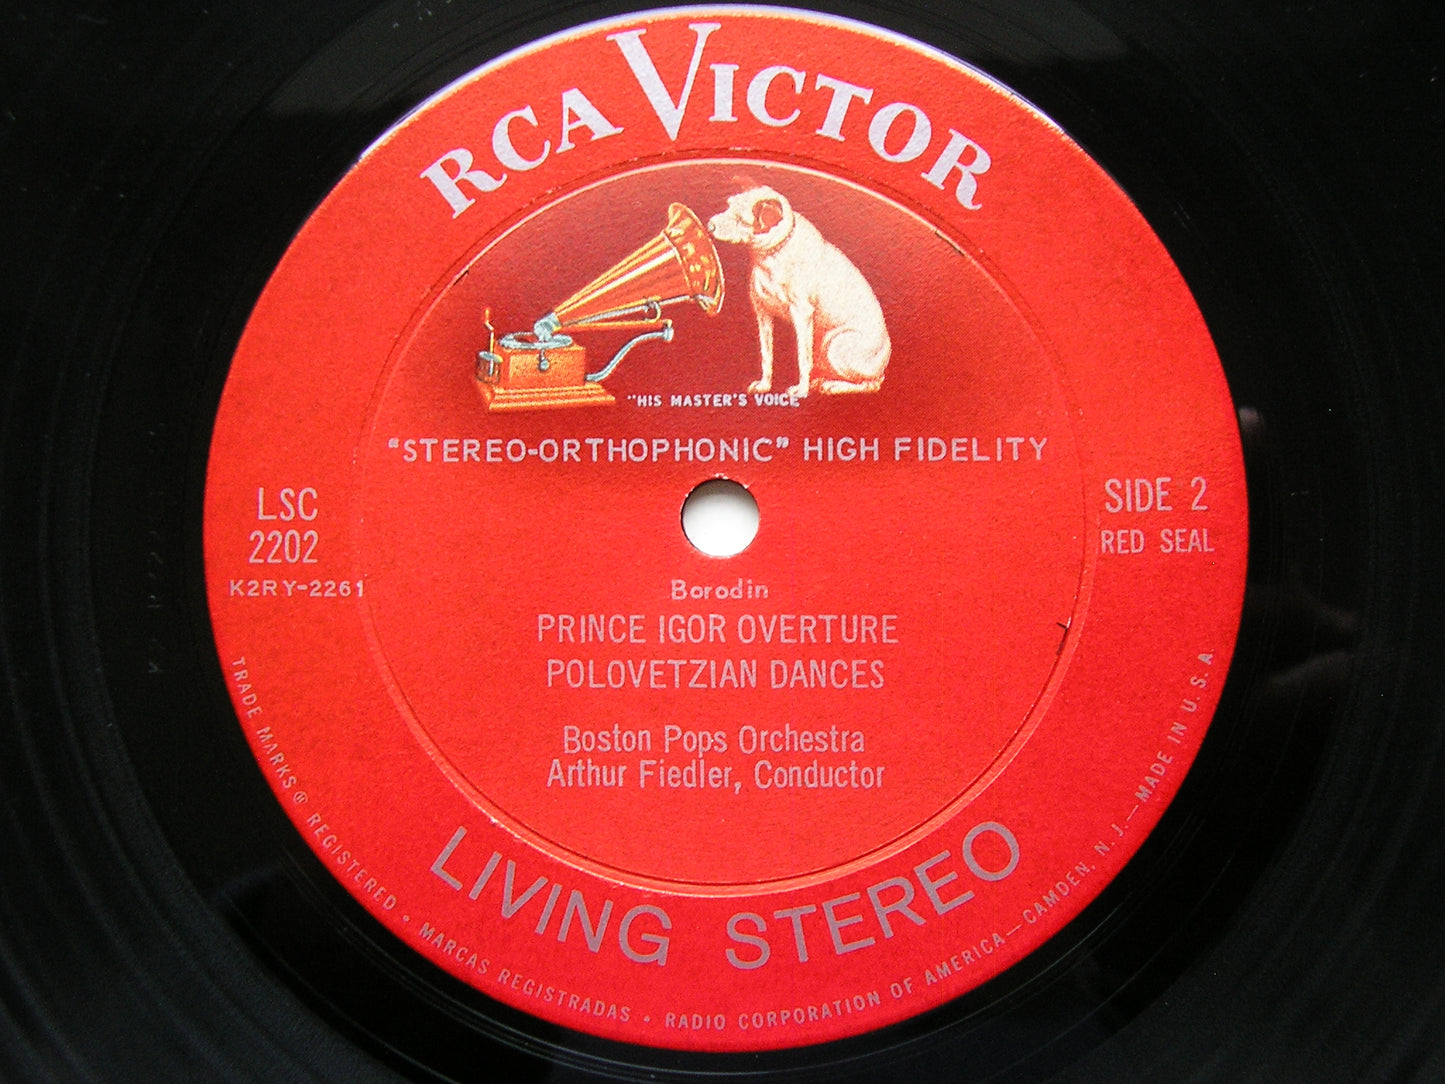 RCA VICTOR
"HIS MASTER'S VOICE"
"STEREO-ORTHOPHONIC" HIGH FIDELITY
LSC
2202
K2RY-2261
SIDE 2
RED SEAL
Borodin
PRINCE IGOR OVERTURE
POLOVETZIAN DANCES
Boston Pops Orchestra
Arthur Fiedler, Conductor
LIVING STEREO
TRADE MARKS® REGISTERED • MARCAS REGISTRADAS • RADIO CORPORATION OF AMERICA—CAMDEN, N. J.—MADE IN U. S. A